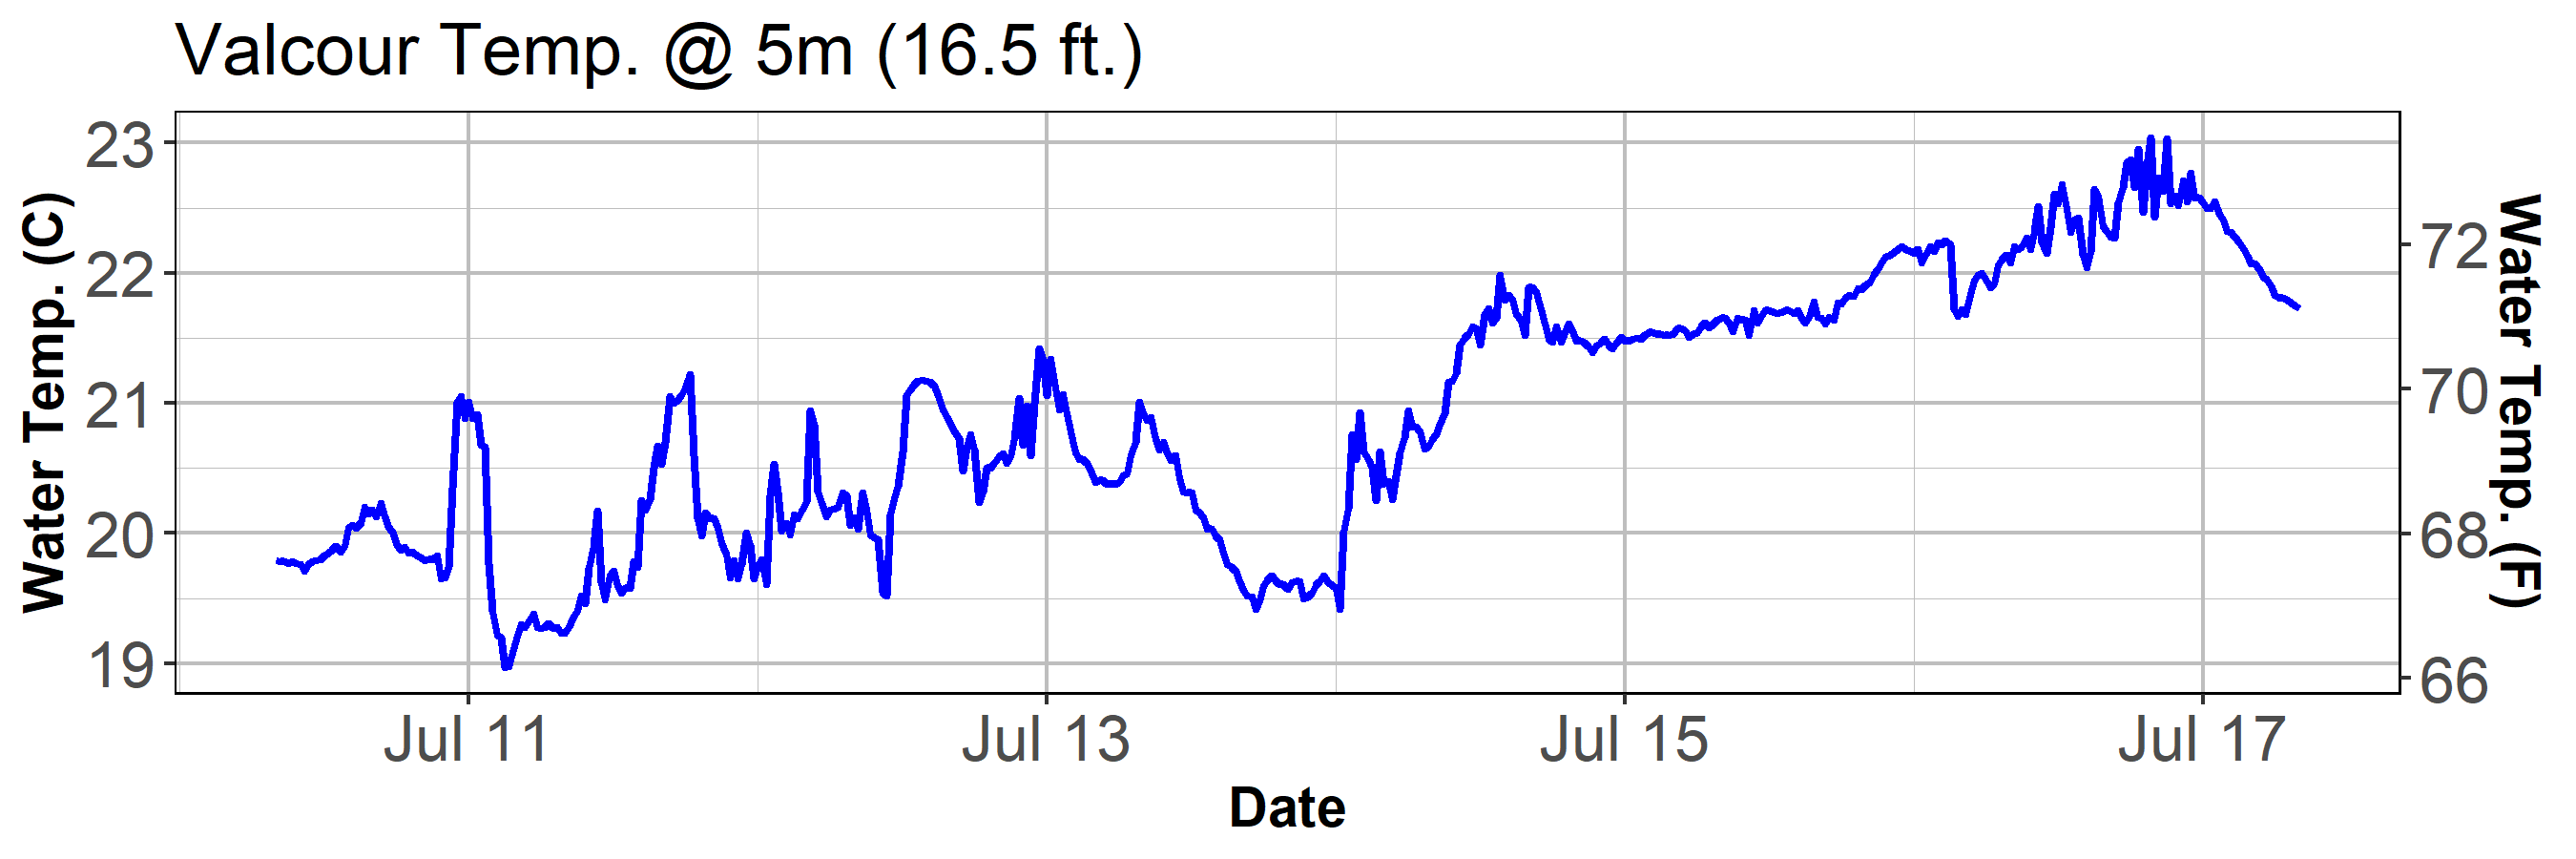 Valcour Temp. @ 5m (16.5 ft.)
Water Temp. (C)
23
22
21
20
19
72
70
68
66
Water Temp. (F)
Jul 11
Jul 13
Jul 15
Jul 17
Date